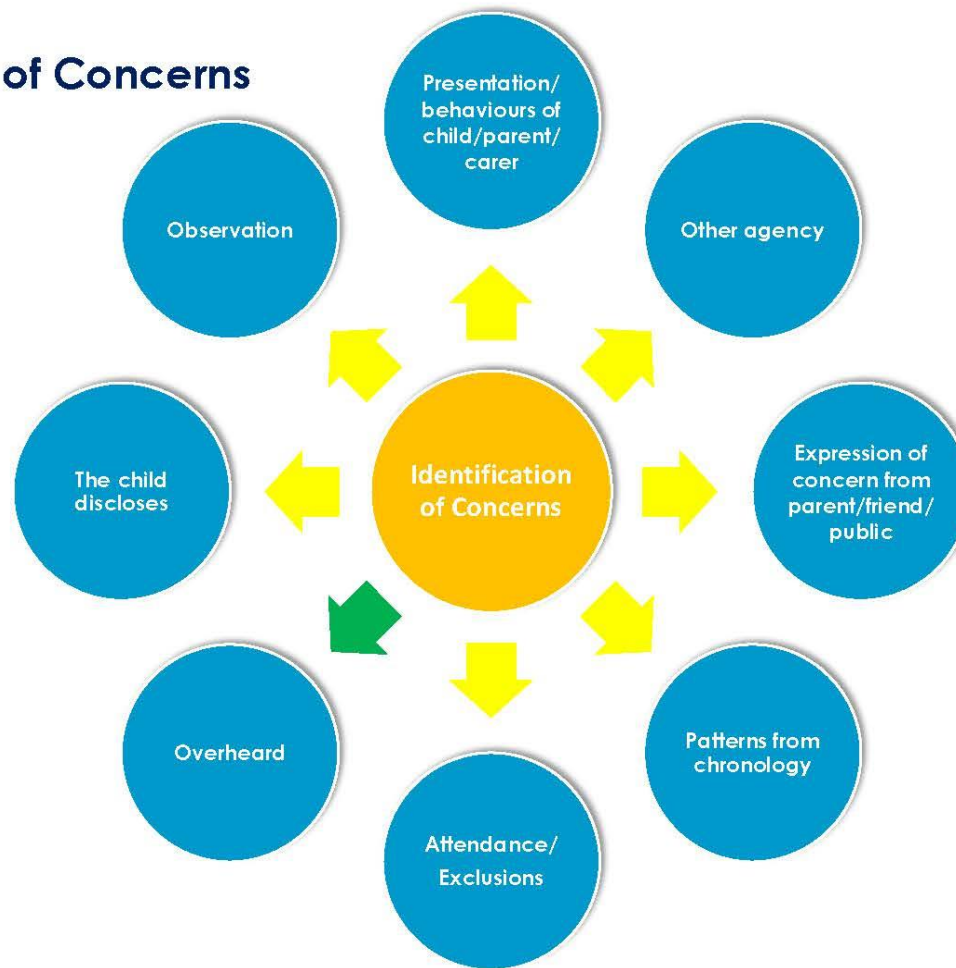 of Concerns
Presentation/
behaviours of
child/parent/
carer
Other agency
Expression of
concern from
parent/friend/
public
Patterns from
chronology
Attendance/
Exclusions
Overheard
The child
discloses
Observation
Identification
of Concerns